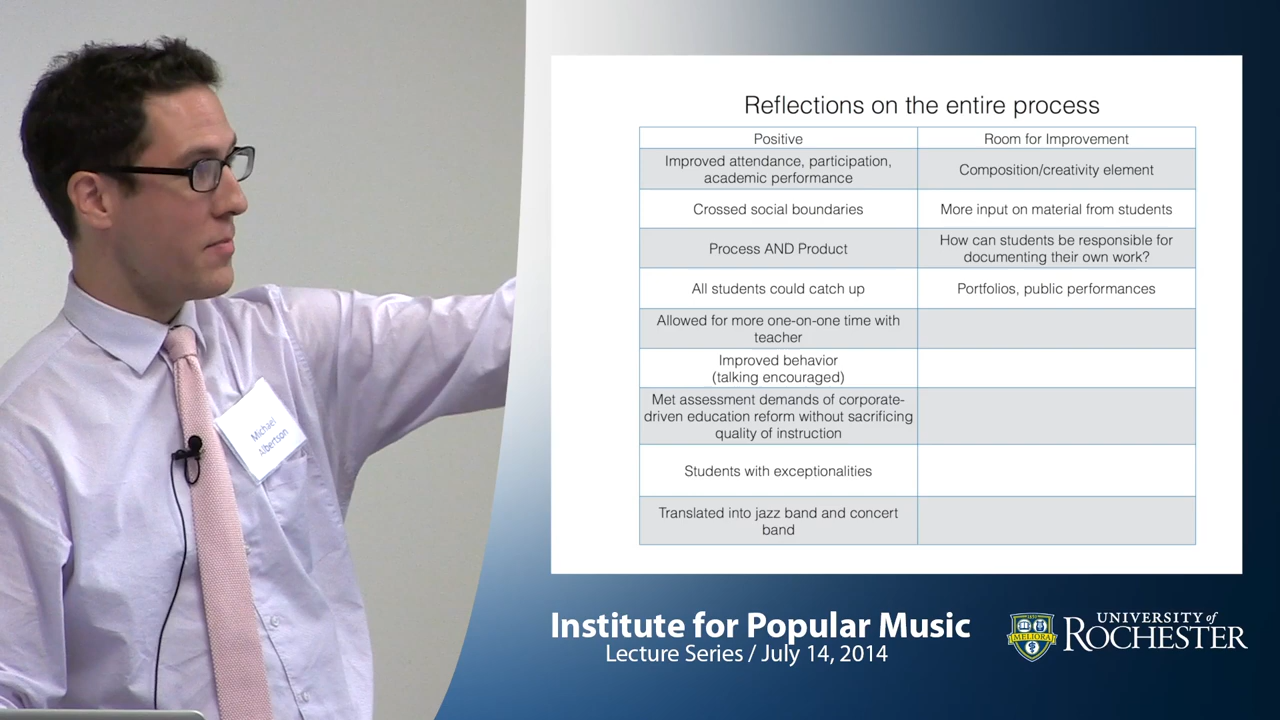 Michael
Albertson
Reflections on the entire process
Positive
Room for Improvement
Improved attendance, participation,
academic performance
Composition/creativity element
Crossed social boundaries
More input on material from students
Process AND Product
How can students be responsible for
documenting their own work?
All students could catch up
Portfolios, public performances
Allowed for more one-on-one time with
teacher
Improved behavior
(talking encouraged)
Met assessment demands of corporate-
driven education reform without sacrificing
quality of instruction
Students with exceptionalities
Translated into jazz band and concert
band
Institute for Popular Music
Lecture Series / July 14, 2014
MELIORA
UNIVERSITY of
ROCHESTER